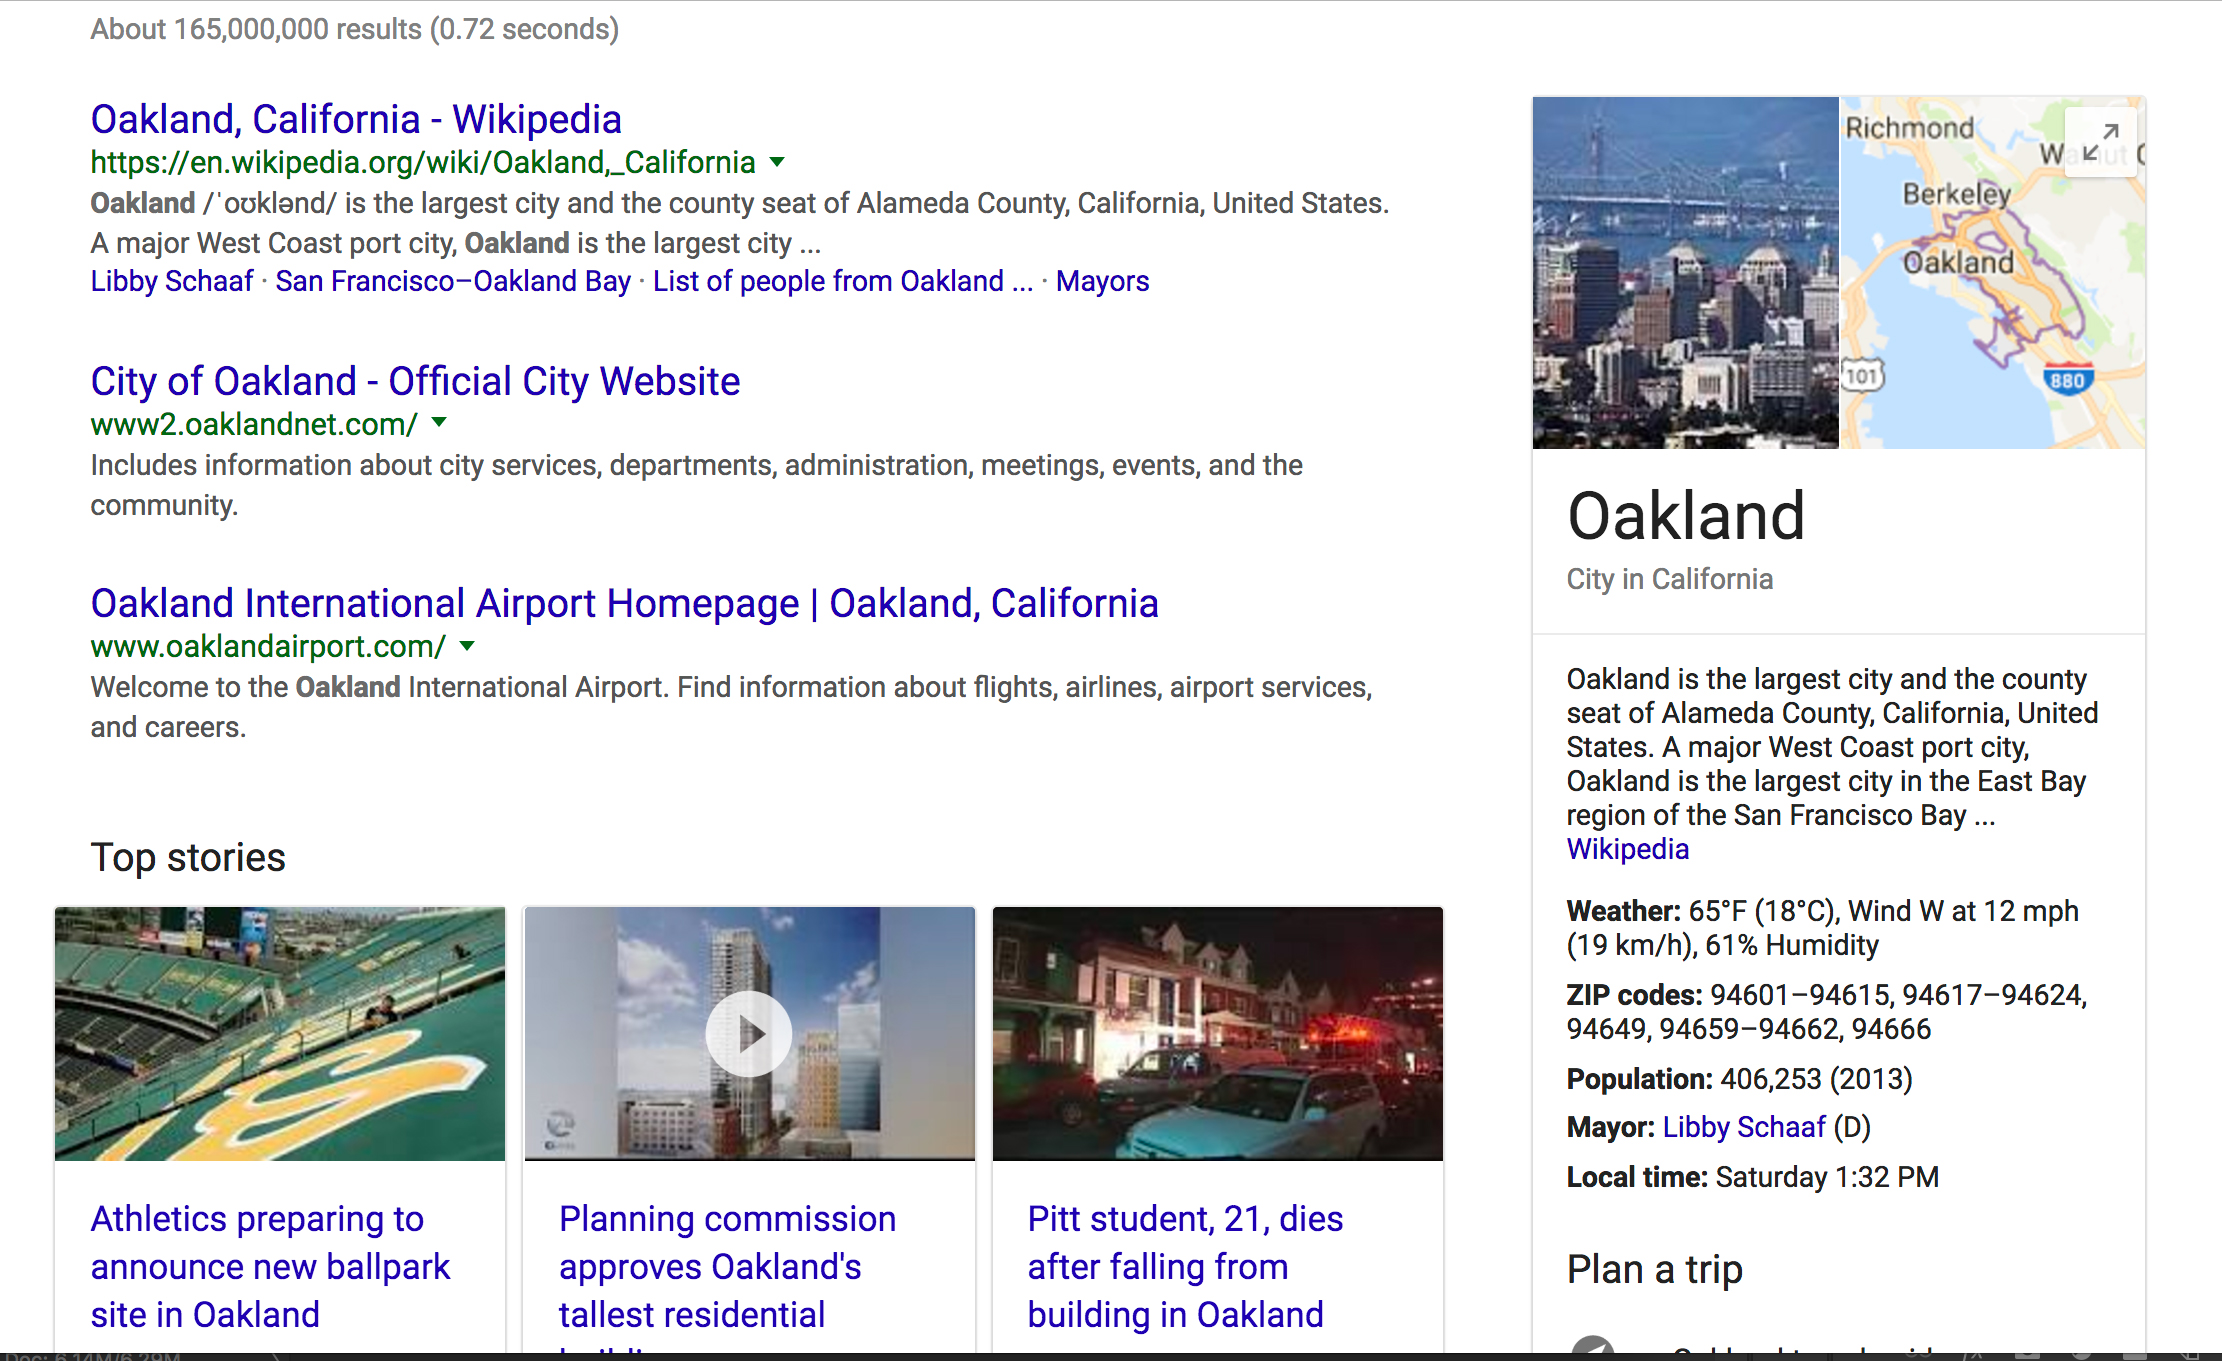 About 165,000,000 results (0.72 seconds)
Oakland, California - Wikipedia
https://en.wikipedia.org/wiki/Oakland,_California
Oakland /ˈoʊklənd/ is the largest city and the county seat of Alameda County, California, United States.
A major West Coast port city, Oakland is the largest city ...
Libby Schaaf · San Francisco–Oakland Bay · List of people from Oakland ... · Mayors
City of Oakland - Official City Website
www2.oaklandnet.com/
Includes information about city services, departments, administration, meetings, events, and the
community.
Oakland International Airport Homepage | Oakland, California
www.oaklandairport.com/
Welcome to the Oakland International Airport. Find information about flights, airlines, airport services,
and careers.
Top stories
Athletics preparing to
announce new ballpark
site in Oakland
Planning commission
approves Oakland's
tallest residential
Pitt student, 21, dies
after falling from
building in Oakland
Richmond
Berkeley
Oakland
101
880
Oakland
City in California
Oakland is the largest city and the county
seat of Alameda County, California, United
States. A major West Coast port city,
Oakland is the largest city in the East Bay
region of the San Francisco Bay ...
Wikipedia
Weather: 65°F (18°C), Wind W at 12 mph
(19 km/h), 61% Humidity
ZIP codes: 94601–94615, 94617–94624,
94649, 94659–94662, 94666
Population: 406,253 (2013)
Mayor: Libby Schaaf (D)
Local time: Saturday 1:32 PM
Plan a trip